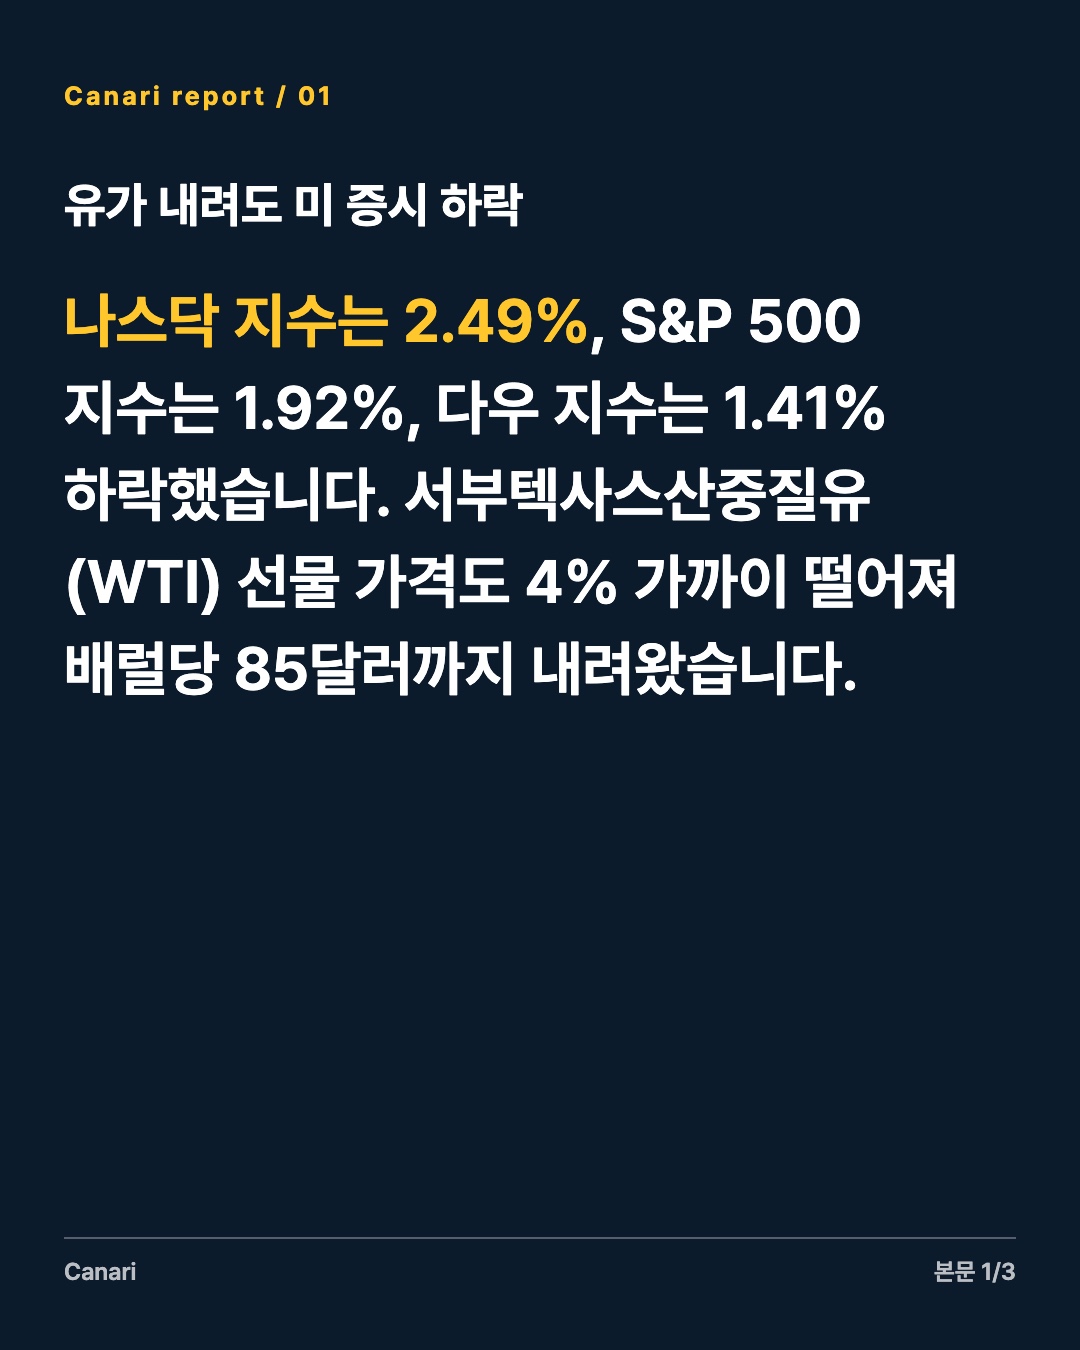 Canari report / 01
유가 내려도 미 증시 하락
나스닥 지수는 2.49%, S&P 500
지수는 1.92%, 다우 지수는 1.41%
하락했습니다. 서부텍사스산중질유
(WTI) 선물 가격도 4% 가까이 떨어져
배럴당 85달러까지 내려왔습니다.
Canari
본문 1/3